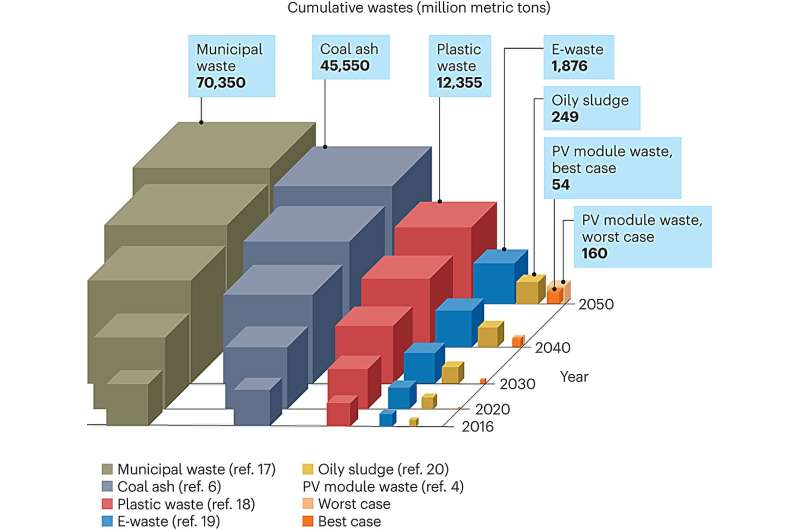 Cumulative wastes (million metric tons)
Municipal
waste
70,350
Coal ash
45,550
Plastic
waste
12,355
E-waste
1,876
Oily sludge
249
PV module waste,
best case
54
PV module waste,
worst case
160
2050
2040
2030
Year
2020
2016
Municipal waste (ref. 17)
Coal ash (ref. 6)
Plastic waste (ref. 18)
E-waste (ref. 19)
Oily sludge (ref. 20)
PV module waste (ref. 4)
Worst case
Best case